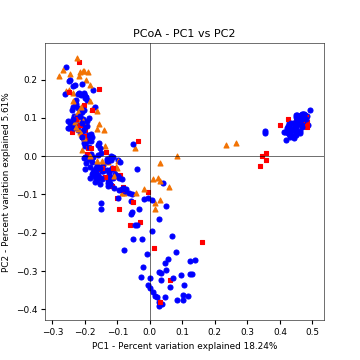 PCoA - PC1 vs PC2
PC2 - Percent variation explained 5.61%
0.2
0.1
0.0
−0.1
−0.2
−0.3
−0.4
−0.3 −0.2 −0.1 0.0 0.1 0.2 0.3 0.4 0.5
PC1 - Percent variation explained 18.24%